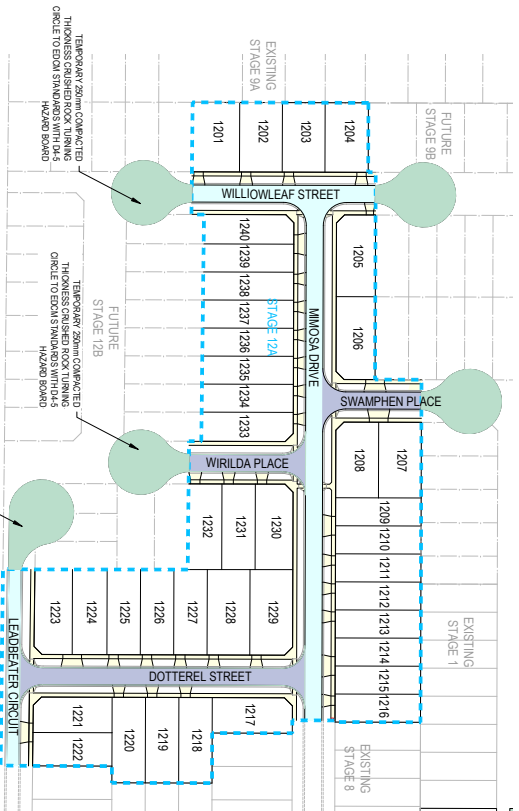 TEMPORARY 250mm COMPACTED
THICKNESS CRUSHED ROCK TURNING
CIRCLE TO EDCM STANDARDS WITH D4-5
HAZARD BOARD
EXISTING
STAGE 9A
FUTURE
STAGE 9B
1201
1202
1203
1204
WILLIOWLEAF STREET
1240
1239
1238
1237
1236
1235
1234
1233
STAGE 12A
MIMOSA DRIVE
1205
1206
SWAMPHEN PLACE
TEMPORARY 250mm COMPACTED
THICKNESS CRUSHED ROCK TURNING
CIRCLE TO EDCM STANDARDS WITH D4-5
HAZARD BOARD
FUTURE
STAGE 12B
WIRILDA PLACE
1208
1207
1209
1210
1211
1212
1213
1214
1215
1216
EXISTING
STAGE 1
1232
1231
1230
1223
1224
1225
1226
1227
1228
1229
LEADBEATER CIRCUIT
DOTTEREL STREET
1221
1222
1220
1219
1218
1217
EXISTING
STAGE 8